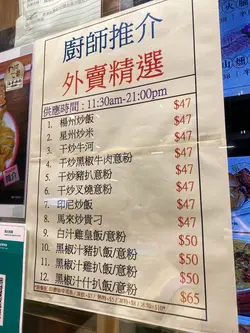 廚師推介
外賣精選
供應時間：11:30am-21:00pm
1. 楊州炒飯 $47
2. 星州炒米 $47
3. 干炒牛河 $47
4. 干炒黑椒牛肉意粉 $47
5. 干炒豬扒意粉 $47
6. 干炒叉燒意粉 $47
7. 印尼炒飯 $47
8. 馬來炒貴刁 $47
9. 白汁雞皇飯/意粉 $50
10. 黑椒汁豬扒飯/意粉 $50
11. 黑椒汁雞扒飯/意粉 $50
12. 黑椒汁牛扒飯/意粉 $65